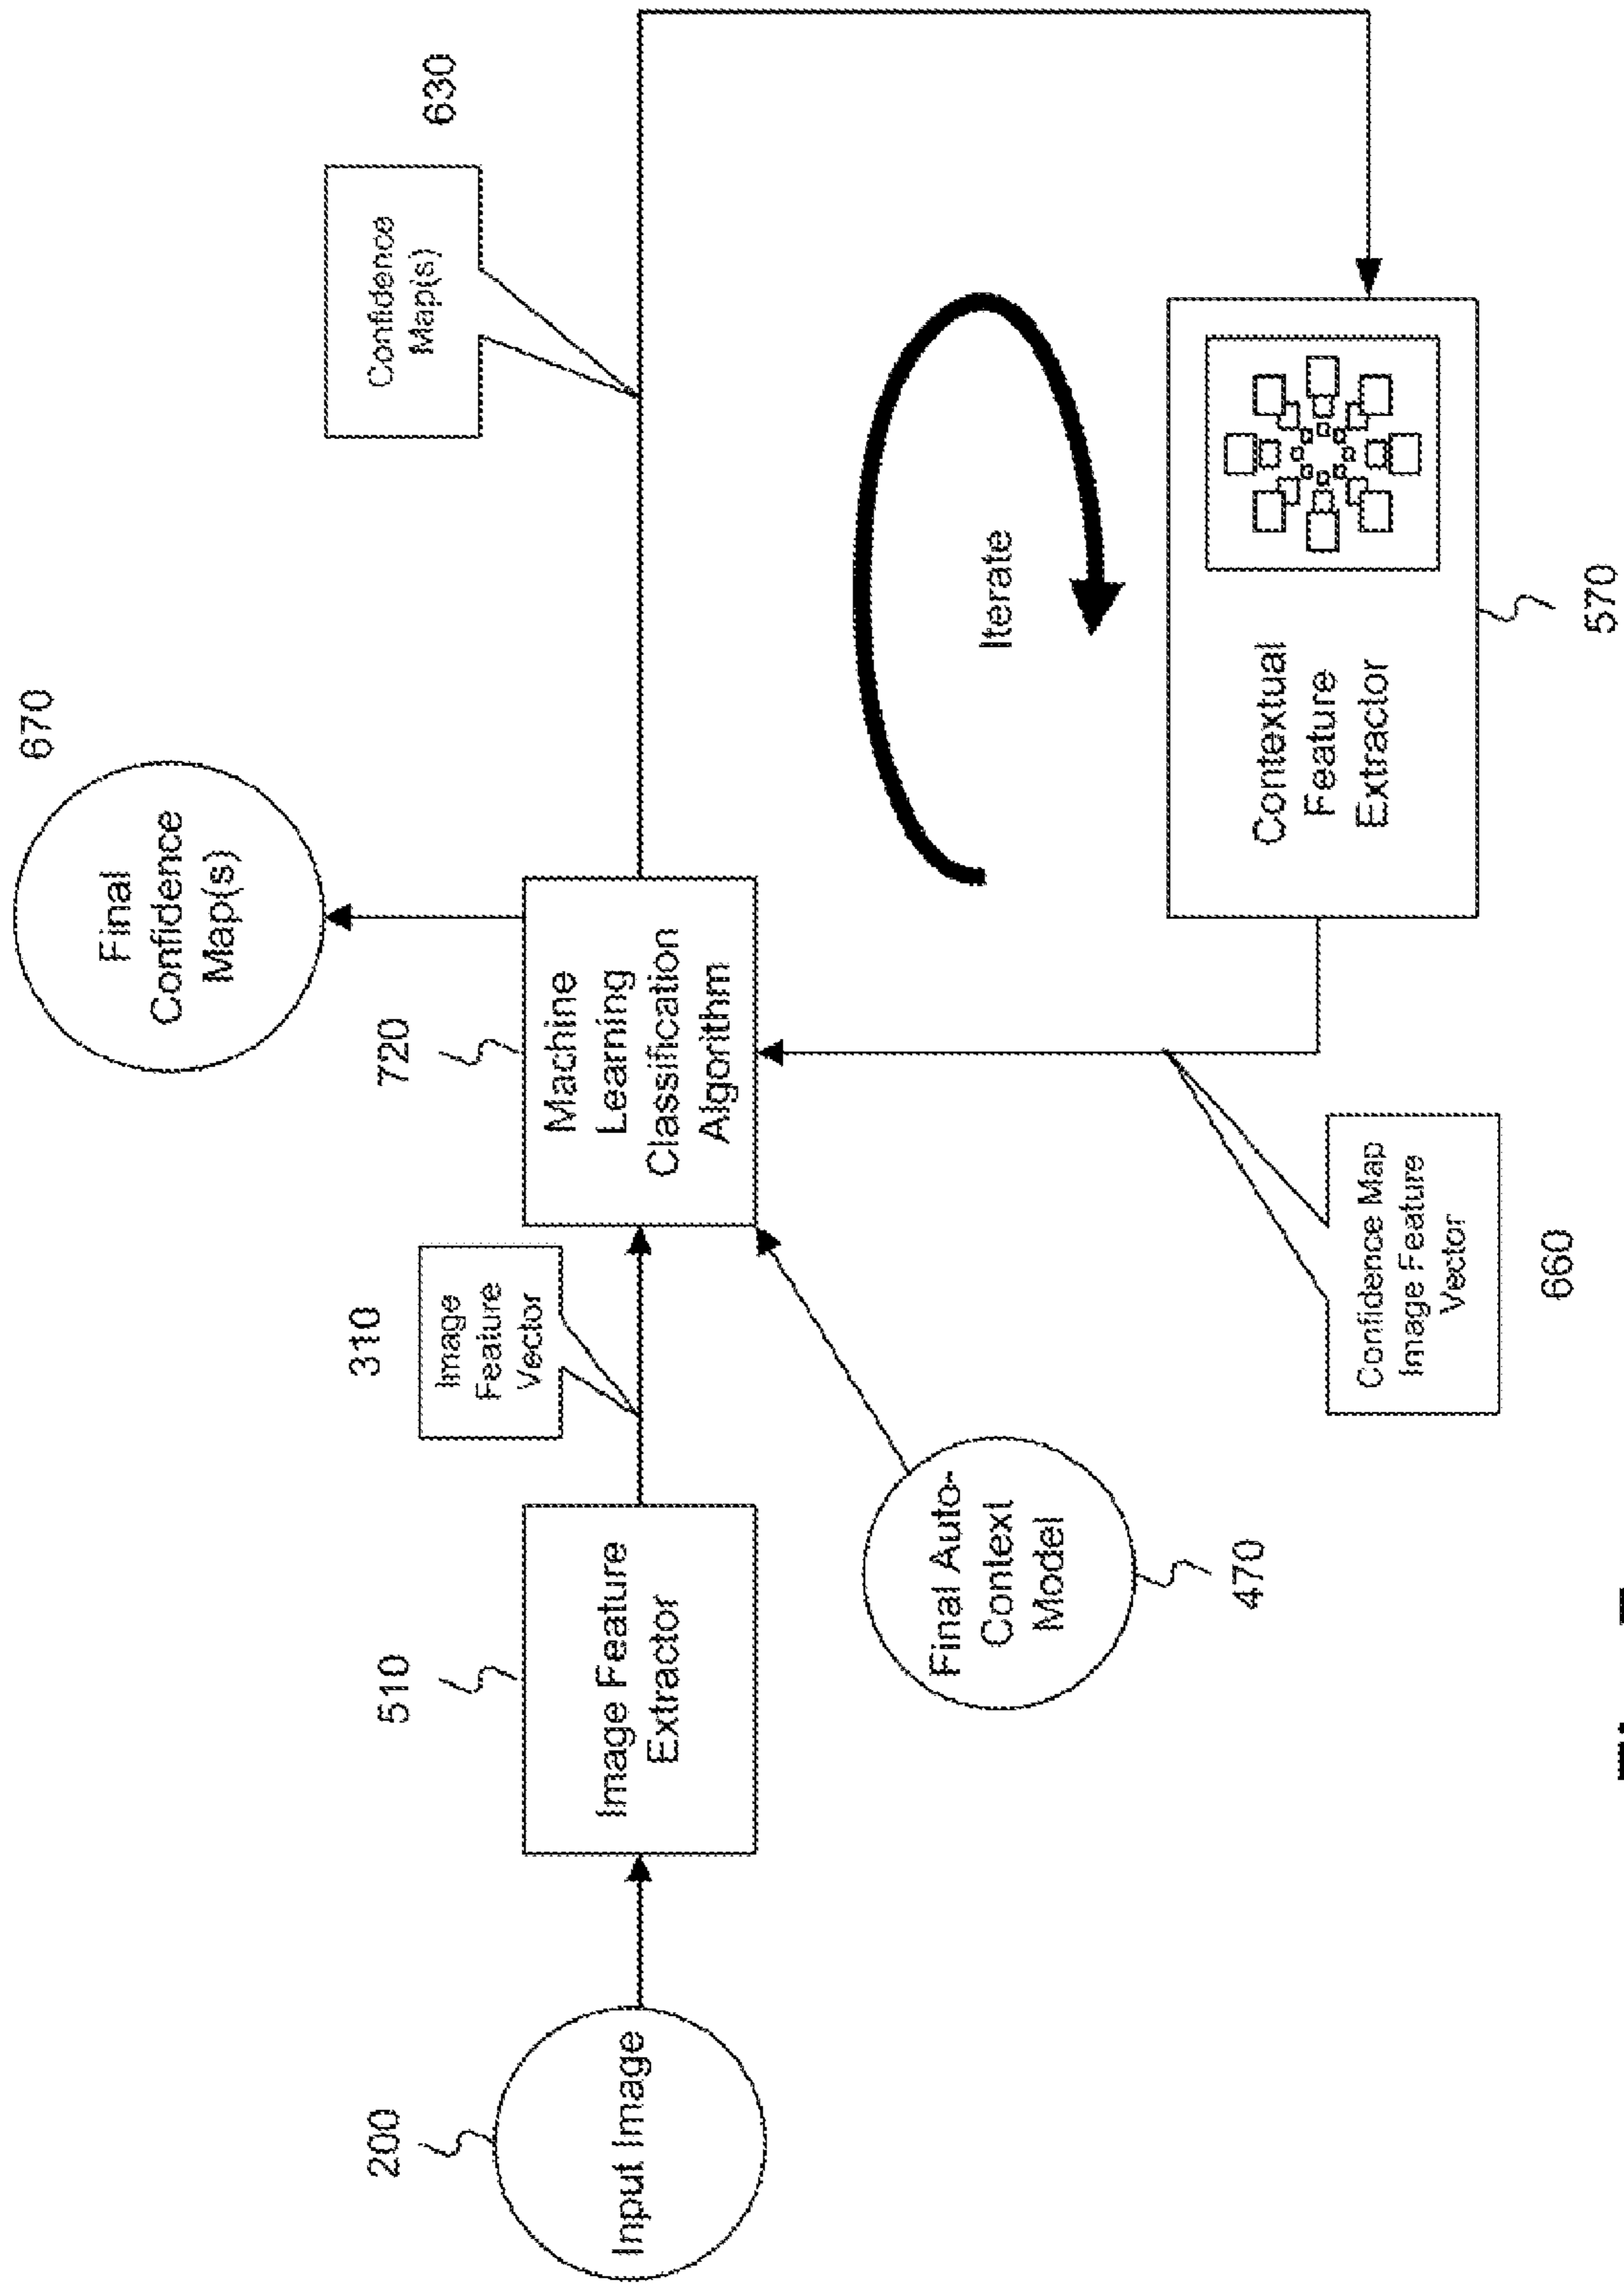 200
Input Image
510
Image Feature
Extractor
310
Image
Feature
Vector
470
Final Auto-
Context
Model
720
Machine
Learning
Classification
Algorithm
670
Final
Confidence
Map(s)
630
Confidence
Map(s)
Iterate
Contextual
Feature
Extractor
570
Confidence Map
Image Feature
Vector
660